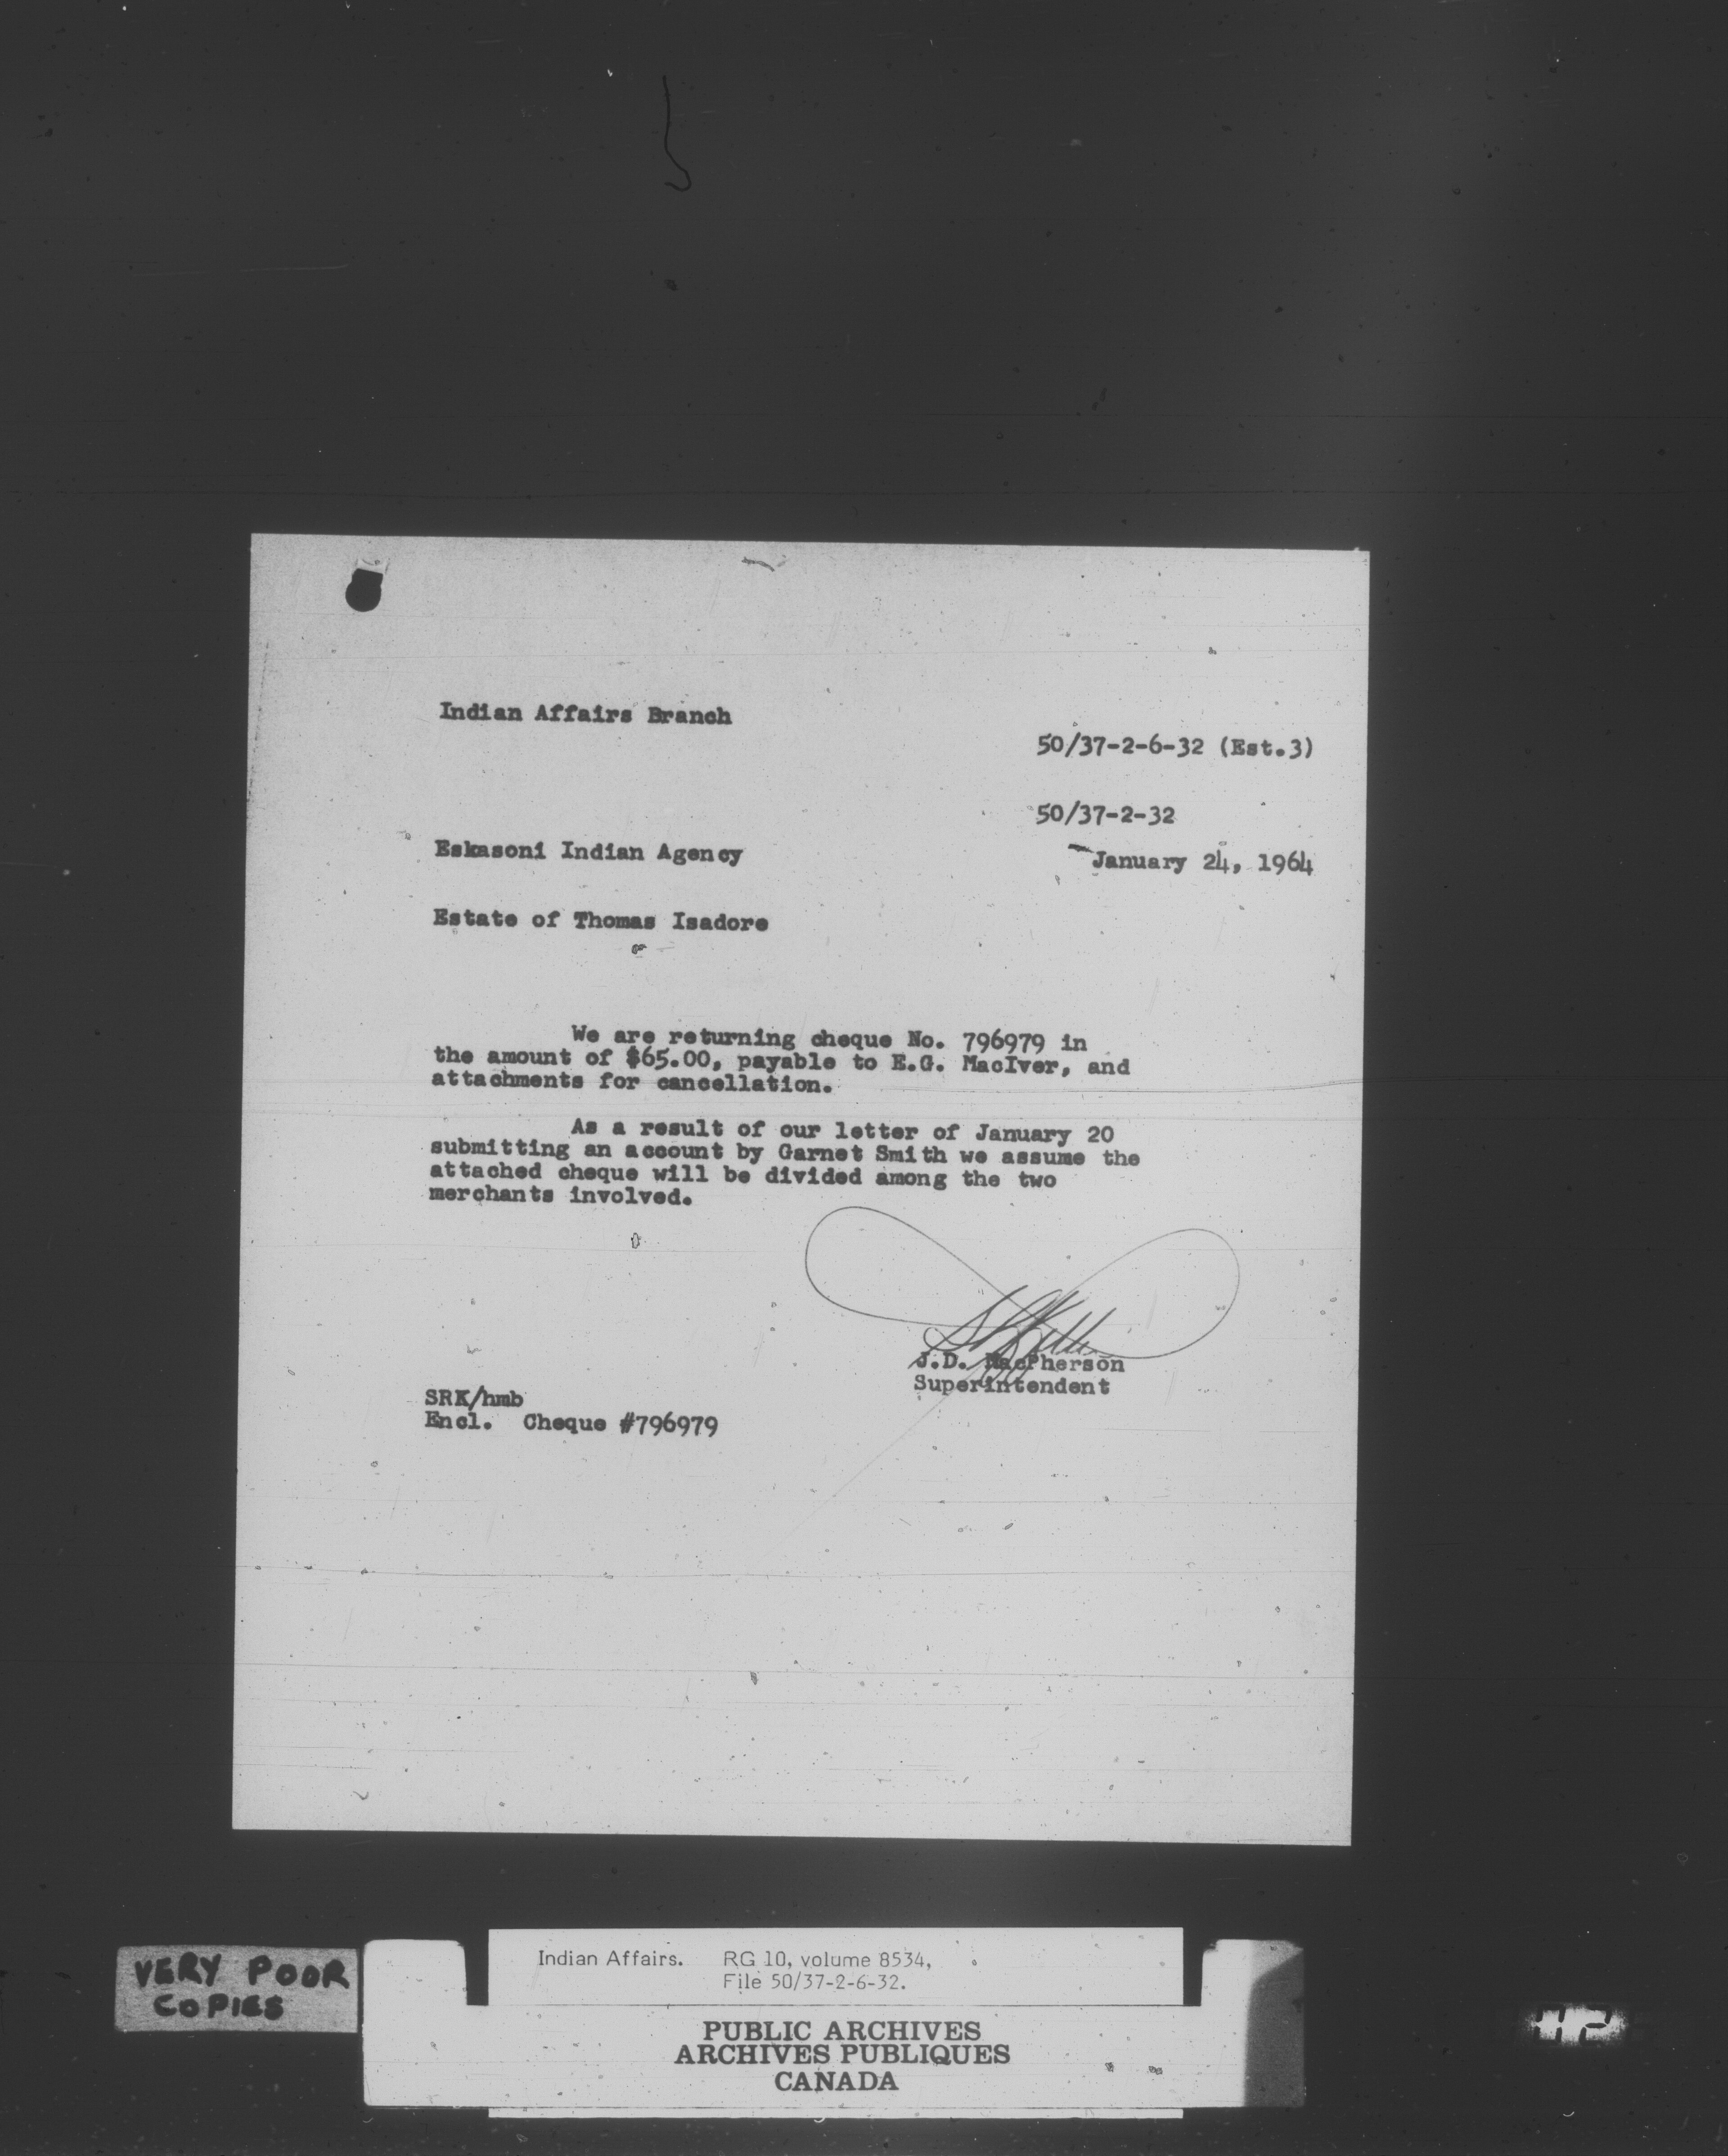 Indian Affairs Branch
50/37-2-6-32 (Est.3)
50/37-2-32
Eskasoni Indian Agency
January 24, 1964
Estate of Thomas Isadore
We are returning cheque No. 796979 in
the amount of $65.00, payable to E.G. MacIver, and
attachments for cancellation.
As a result of our letter of January 20
submitting an account by Garnet Smith we assume the
attached cheque will be divided among the two
merchants involved.
J.D. MacPherson
Superintendent
SRK/hmb
Encl. Cheque #796979
VERY POOR
COPIES
Indian Affairs. RG 10, volume 8534,
File 50/37-2-6-32.
PUBLIC ARCHIVES
ARCHIVES PUBLIQUES
CANADA